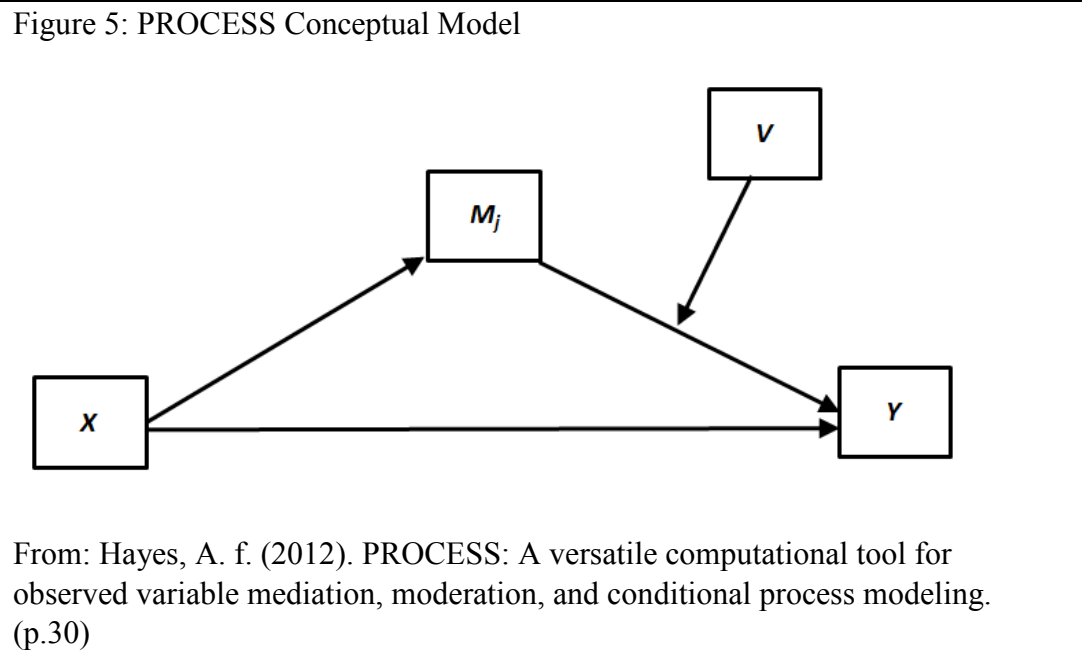 Figure 5: PROCESS Conceptual Model
V
Mj
X
Y
From: Hayes, A. f. (2012). PROCESS: A versatile computational tool for
observed variable mediation, moderation, and conditional process modeling.
(p.30)